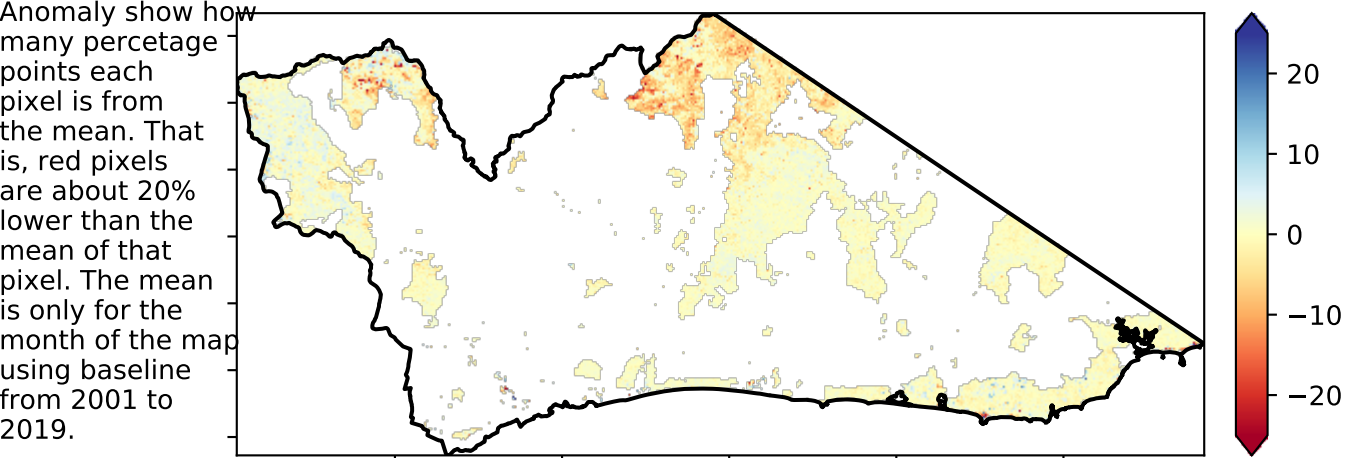 Anomaly show how
many percetage
points each
pixel is from
the mean. That
is, red pixels
are about 20%
lower than the
mean of that
pixel. The mean
is only for the
month of the map
using baseline
from 2001 to
2019.
20
10
0
−10
−20